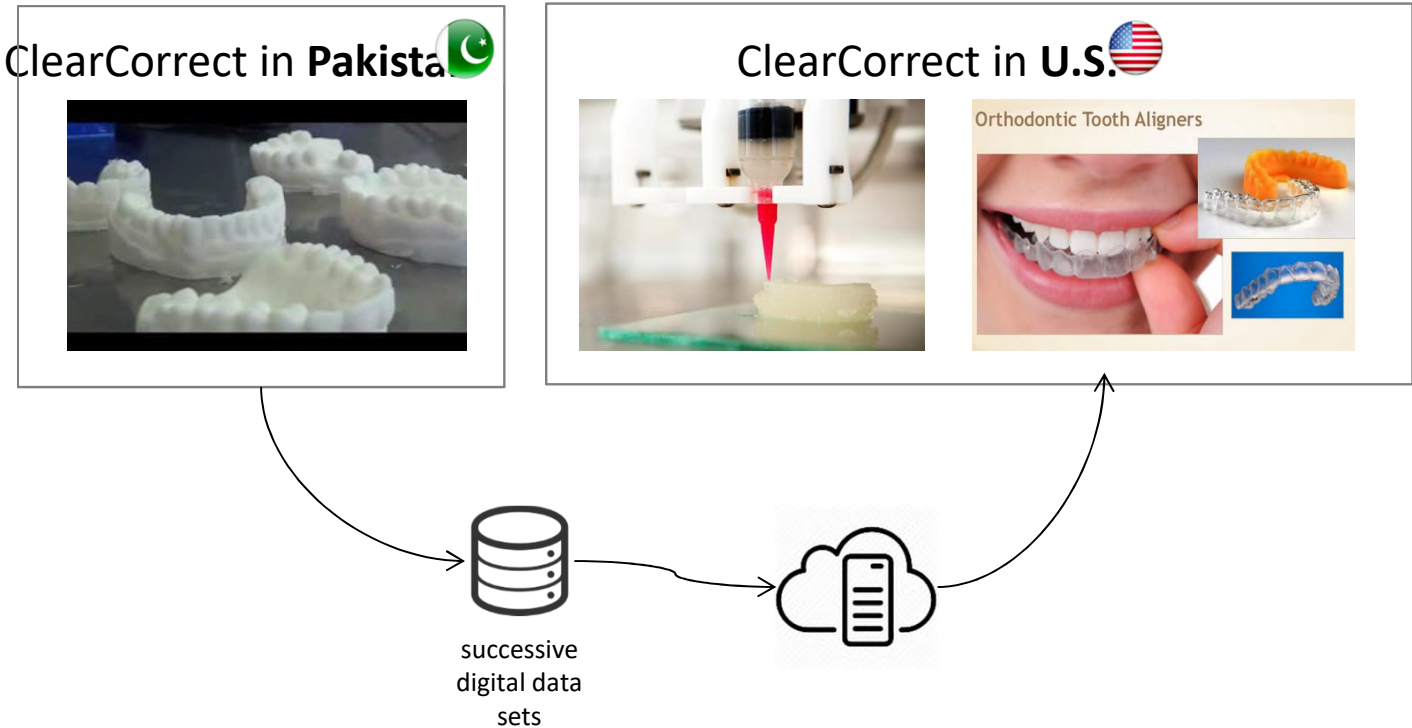 ClearCorrect in Pakista
ClearCorrect in U.S.
Orthodontic Tooth Aligners
successive
digital data
sets